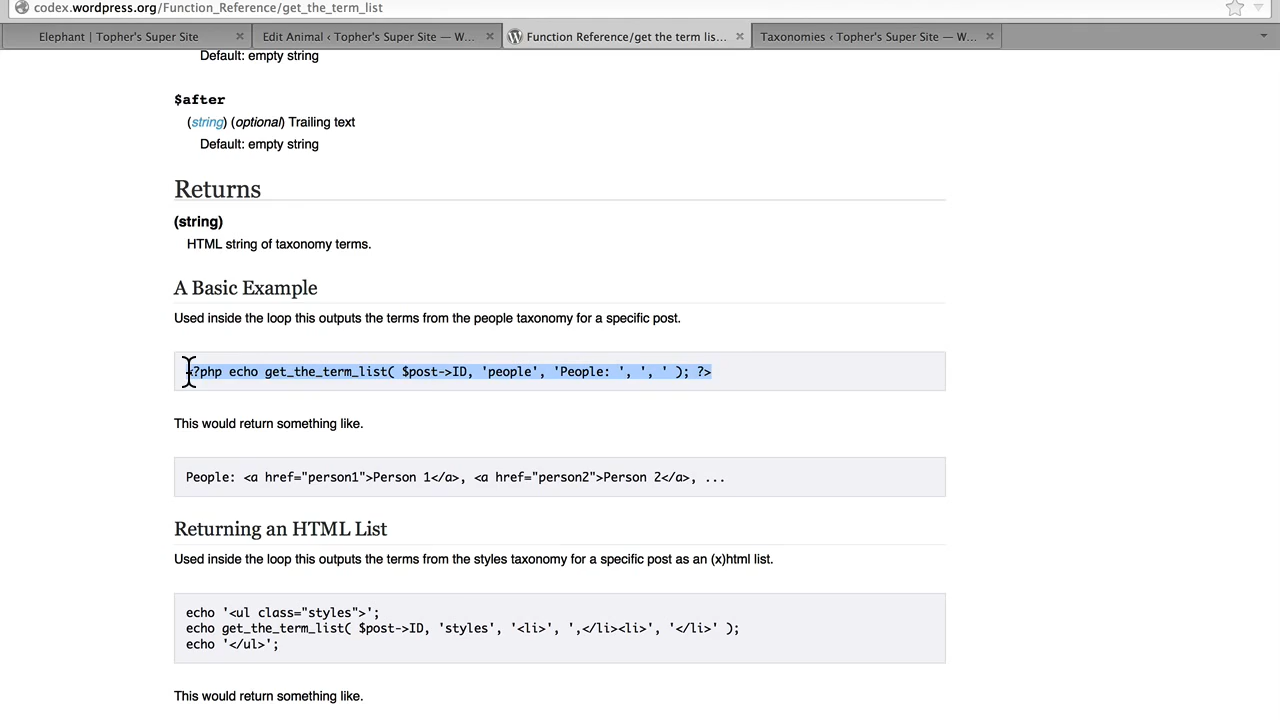 codex.wordpress.org/Function_Reference/get_the_term_list
Elephant | Topher's Super Site × Edit Animal ‹ Topher's Super Site — W... × Function Reference/get the term lis... × Taxonomies ‹ Topher's Super Site — W... ×
Default: empty string
$after
(string) (optional) Trailing text
Default: empty string
Returns
(string)
HTML string of taxonomy terms.
A Basic Example
Used inside the loop this outputs the terms from the people taxonomy for a specific post.
<?php echo get_the_term_list( $post->ID, 'people', 'People: ', ', ' ); ?>
This would return something like.
People: <a href="person1">Person 1</a>, <a href="person2">Person 2</a>, ...
Returning an HTML List
Used inside the loop this outputs the terms from the styles taxonomy for a specific post as an (x)html list.
echo '<ul class="styles">';
echo get_the_term_list( $post->ID, 'styles', '<li>', ',</li><li>', '</li>' );
echo '</ul>';
This would return something like.